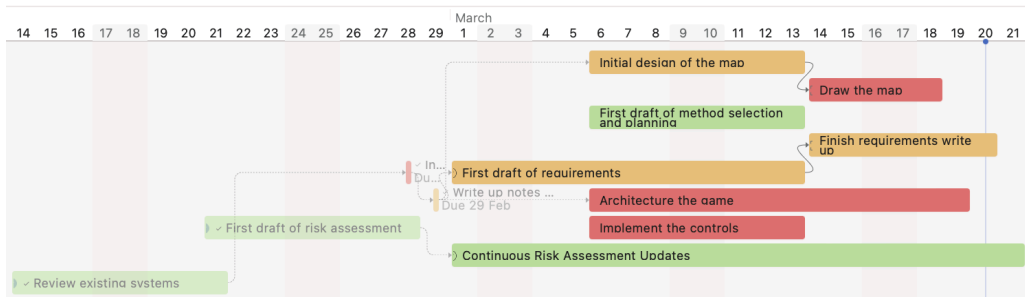 March
14 15 16 17 18 19 20 21 22 23 24 25 26 27 28 29 1 2 3 4 5 6 7 8 9 10 11 12 13 14 15 16 17 18 19 20 21
Initial design of the map
Draw the map
First draft of method selection
and planning
Finish requirements write
up
In...
Du...
First draft of requirements
Write up notes ...
Due 29 Feb
Architecture the game
First draft of risk assessment
Implement the controls
Continuous Risk Assessment Updates
Review existing systems